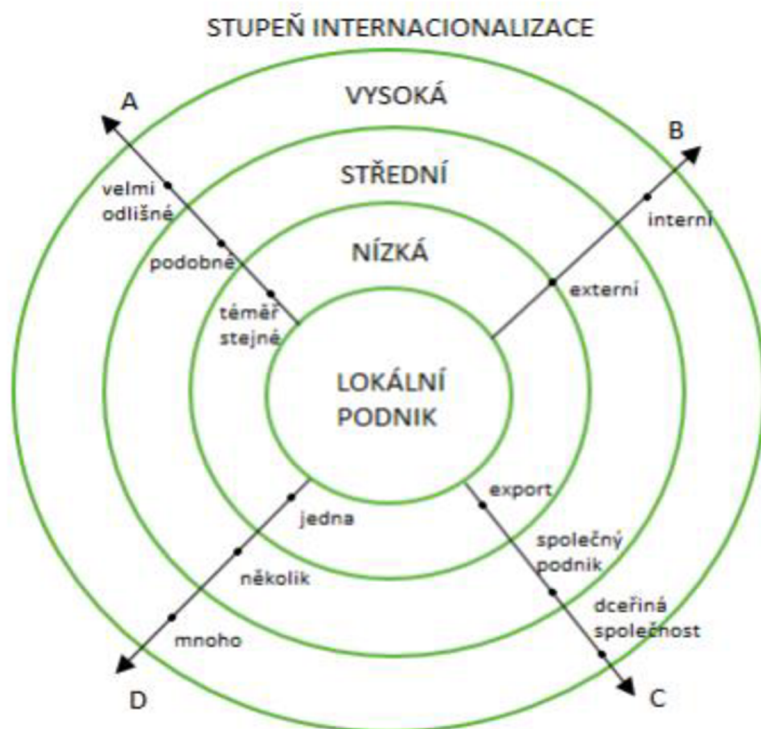 STUPEŇ INTERNACIONALIZACE
VYSOKÁ
A
B
STŘEDNÍ
velmi
odlišné
interní
podobné
NÍZKÁ
externí
téměř
stejné
LOKÁLNÍ
PODNIK
export
jedna
společný
podnik
několik
dceřiná
společnost
mnoho
D
C